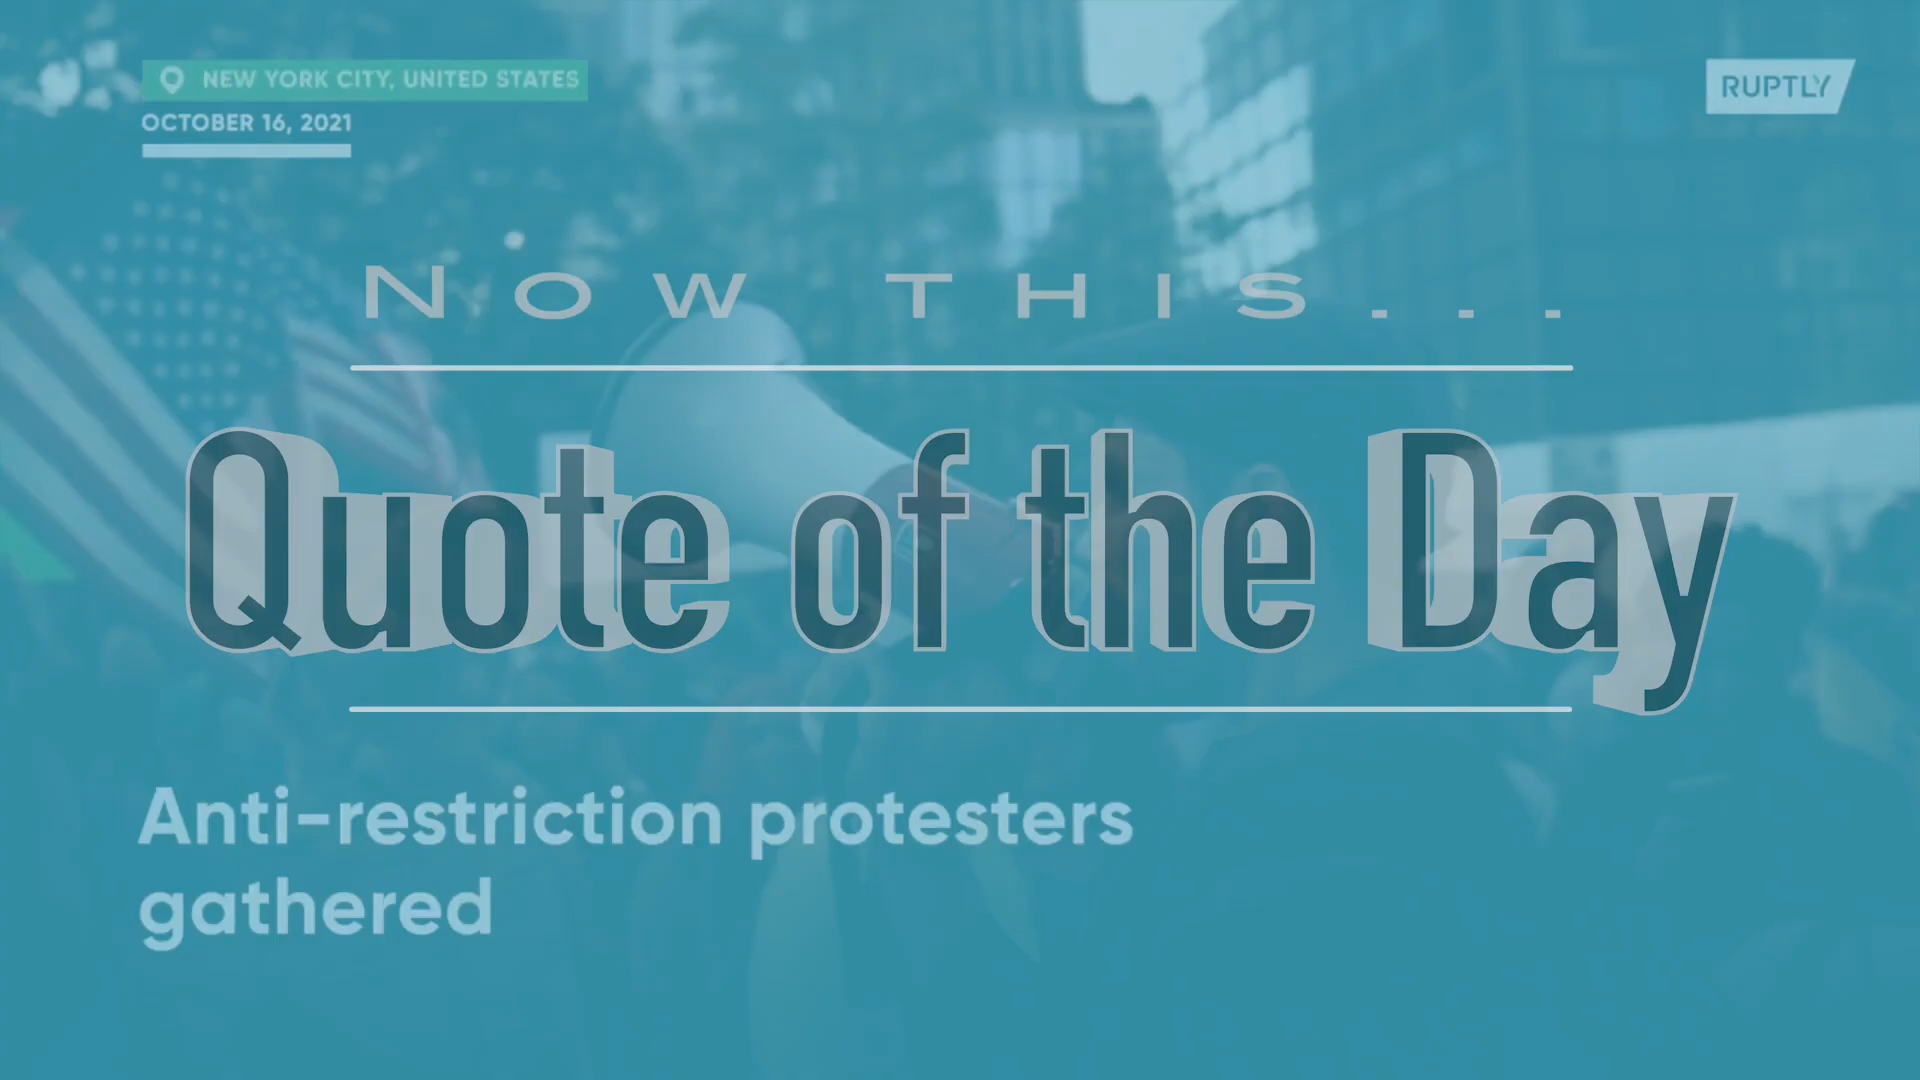 NEW YORK CITY, UNITED STATES
RUPTLY
OCTOBER 16, 2021
NOW THIS...
Quote of the Day
Anti-restriction protesters
gathered